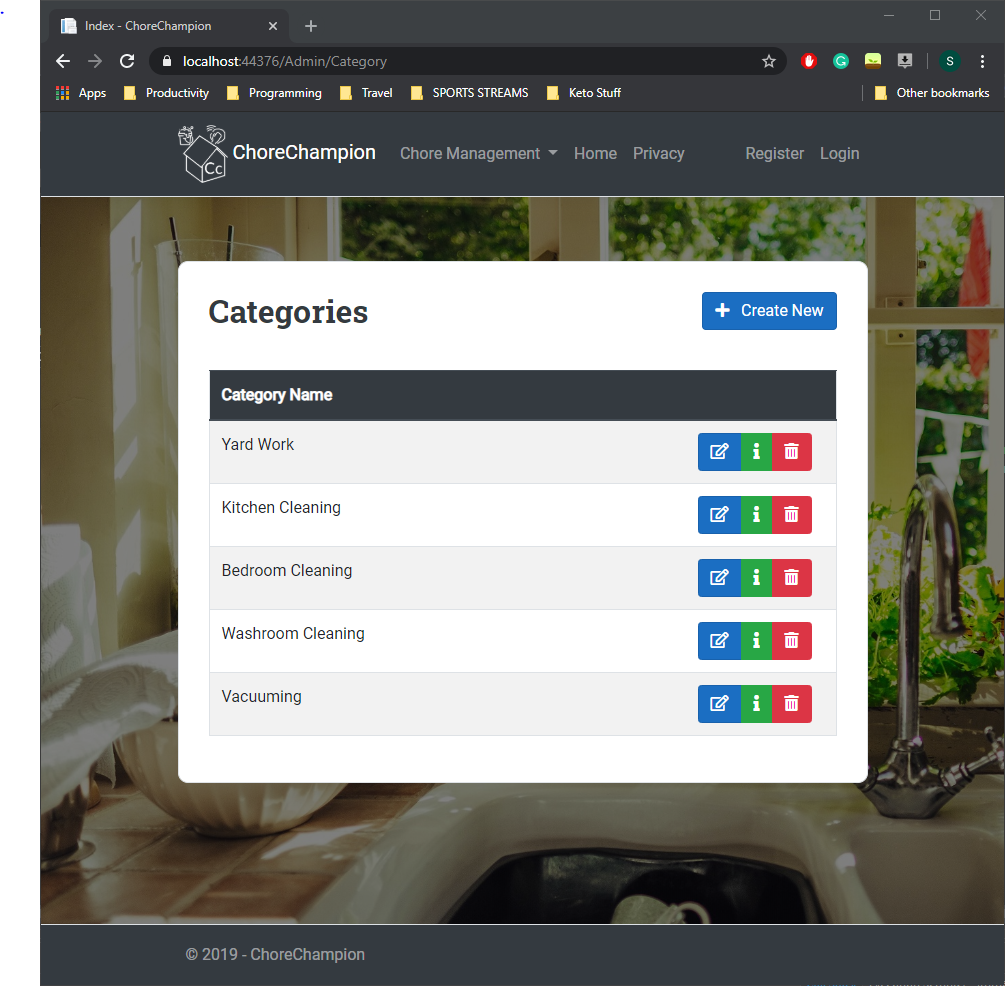 Index - ChoreChampion
localhost:44376/Admin/Category
S
Apps Productivity Programming Travel SPORTS STREAMS Keto Stuff Other bookmarks
Cc ChoreChampion Chore Management Home Privacy Register Login
Categories
Create New
Category Name
Yard Work
Kitchen Cleaning
Bedroom Cleaning
Washroom Cleaning
Vacuuming
© 2019 - ChoreChampion